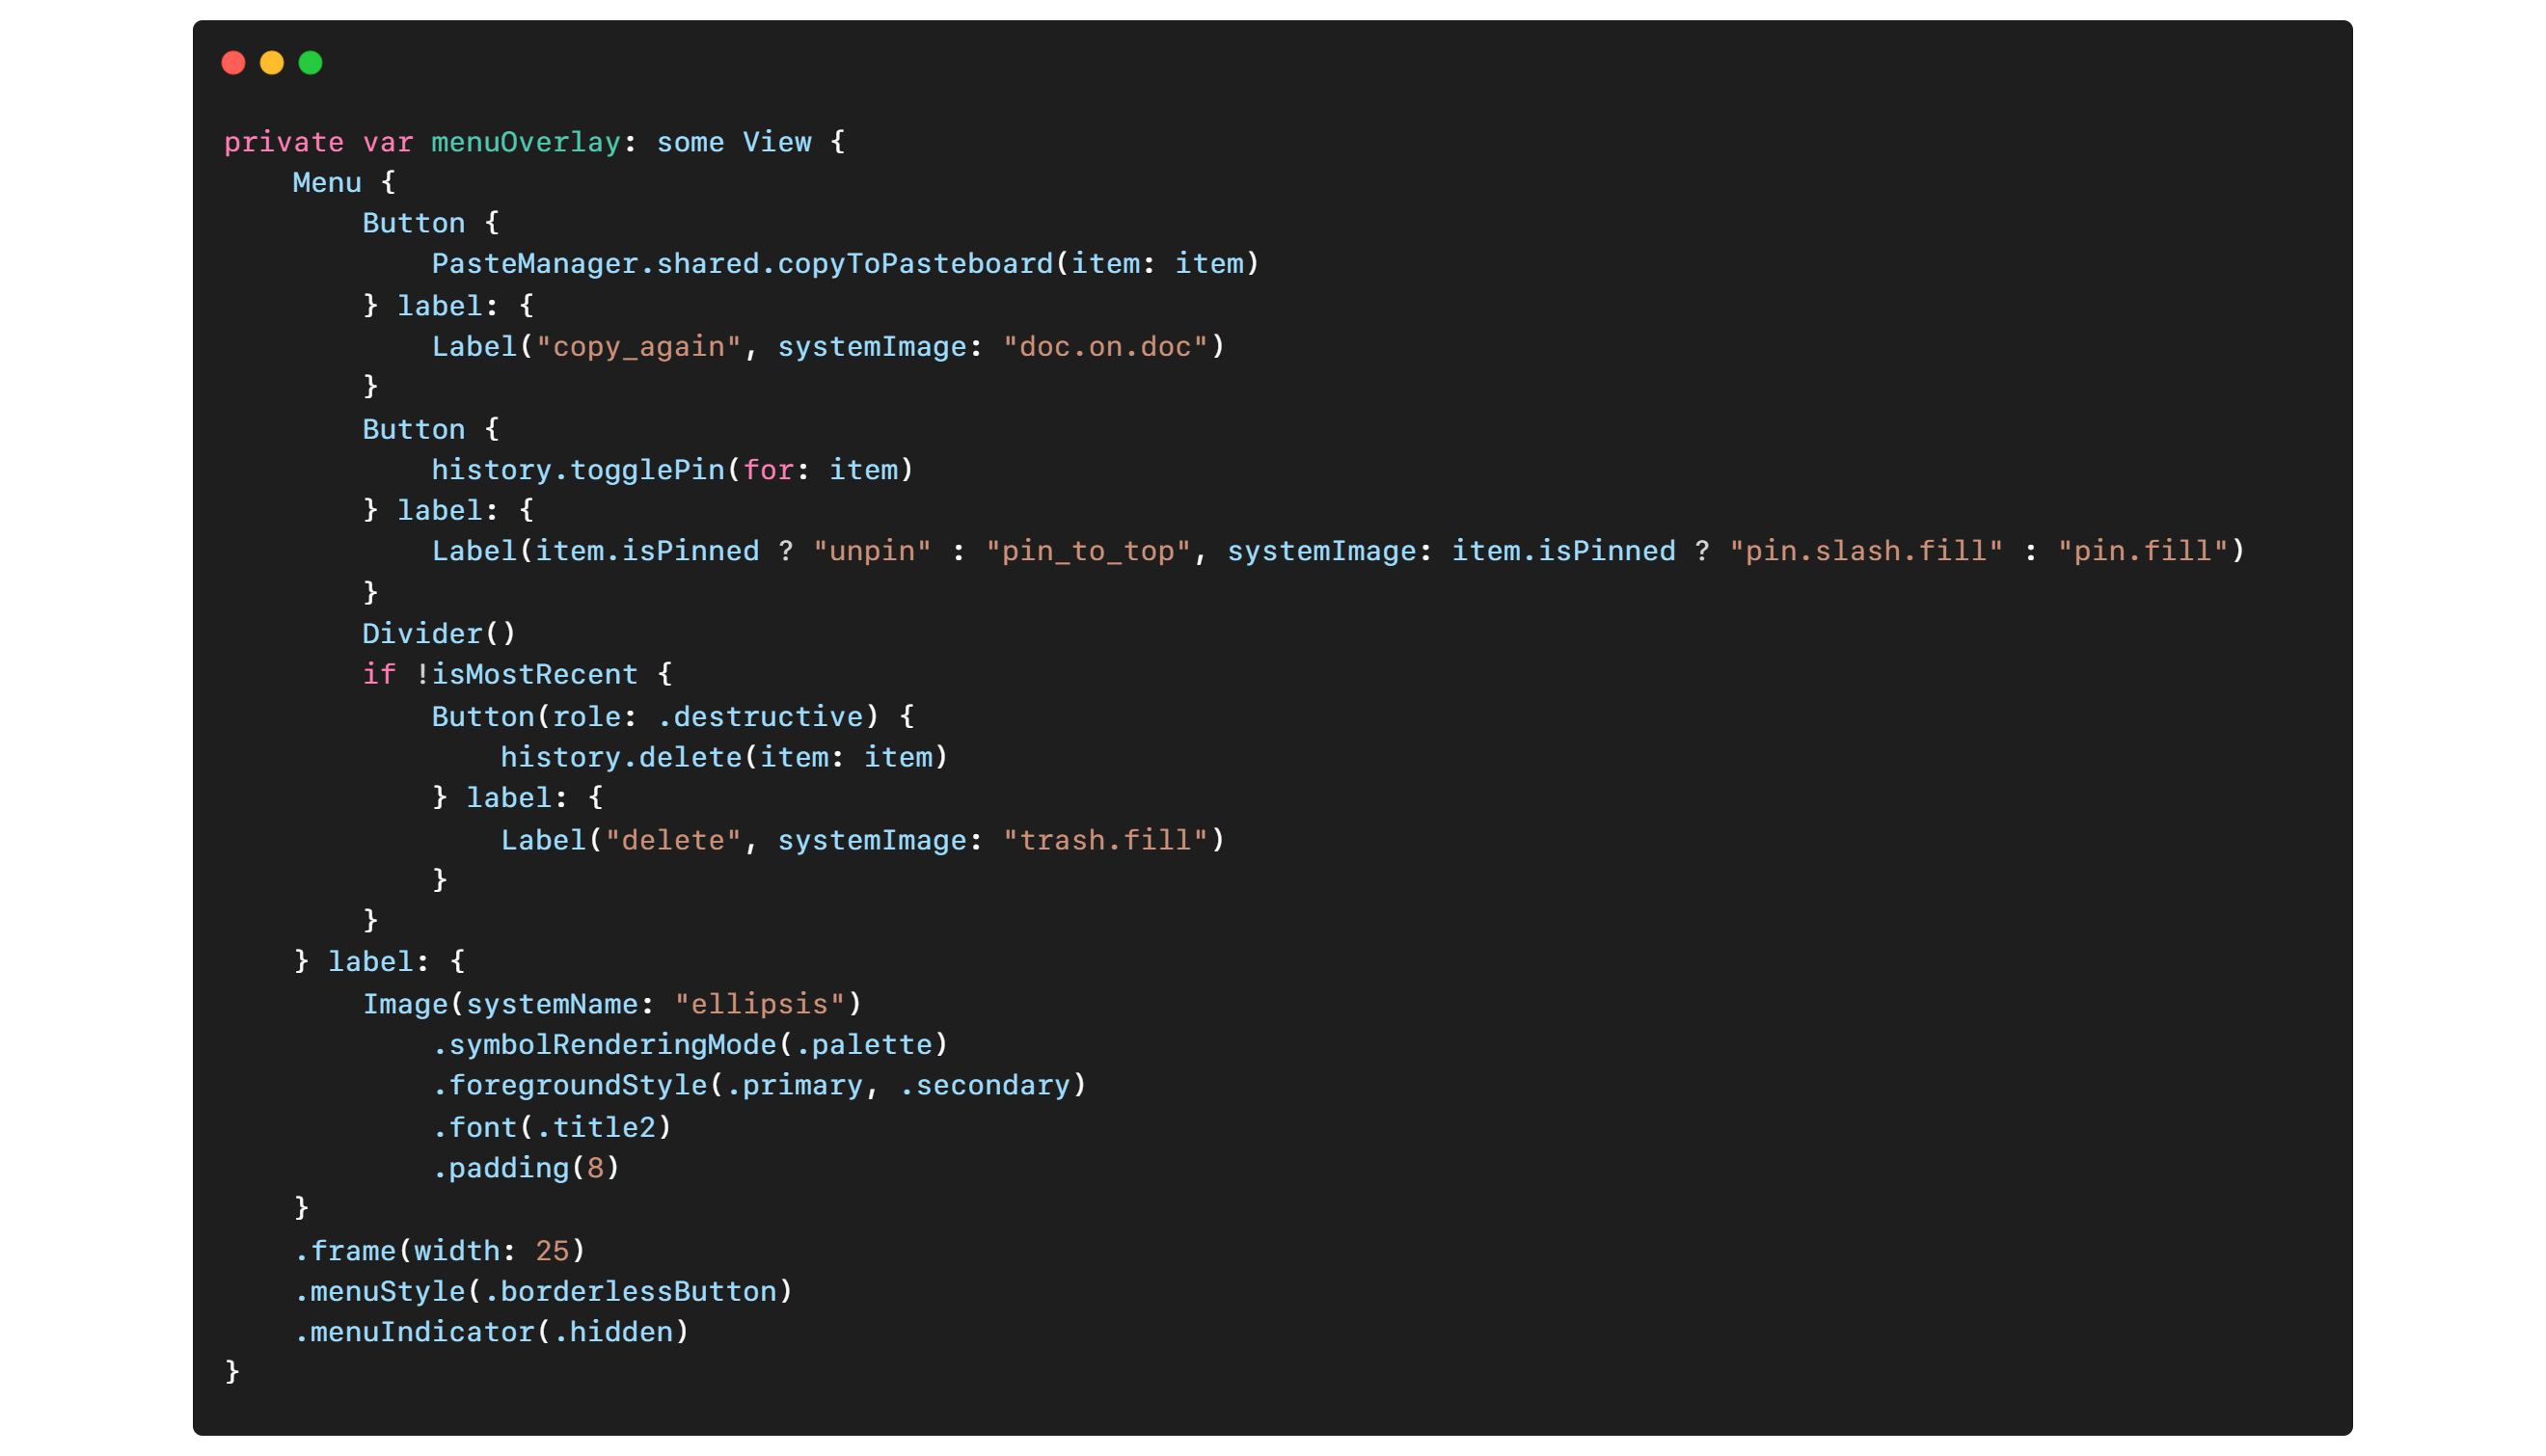 private var menuOverlay: some View {
    Menu {
        Button {
            PasteManager.shared.copyToPasteboard(item: item)
        } label: {
            Label("copy_again", systemImage: "doc.on.doc")
        }
        Button {
            history.togglePin(for: item)
        } label: {
            Label(item.isPinned ? "unpin" : "pin_to_top", systemImage: item.isPinned ? "pin.slash.fill" : "pin.fill")
        }
        Divider()
        if !isMostRecent {
            Button(role: .destructive) {
                history.delete(item: item)
            } label: {
                Label("delete", systemImage: "trash.fill")
            }
        }
    } label: {
        Image(systemName: "ellipsis")
            .symbolRenderingMode(.palette)
            .foregroundStyle(.primary, .secondary)
            .font(.title2)
            .padding(8)
    }
    .frame(width: 25)
    .menuStyle(.borderlessButton)
    .menuIndicator(.hidden)
}